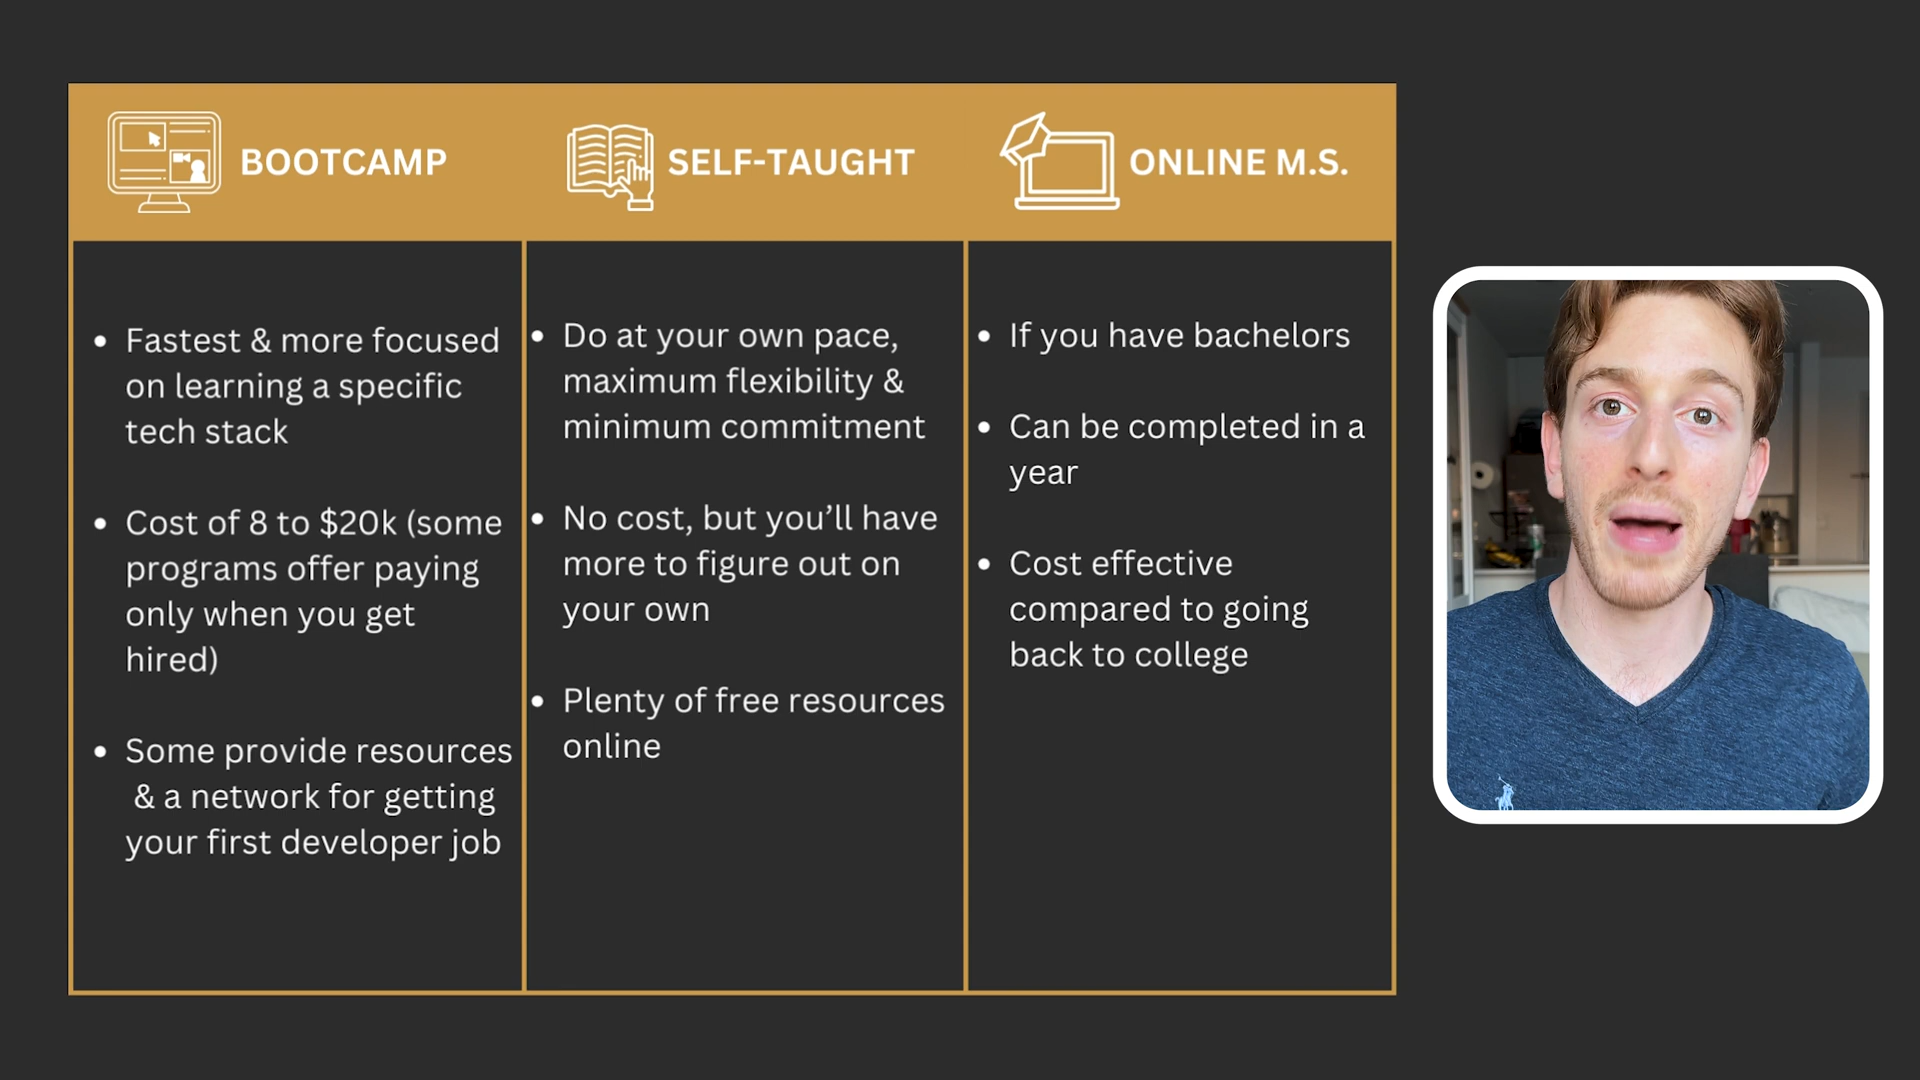 BOOTCAMP
SELF-TAUGHT
ONLINE M.S.
• Fastest & more focused
on learning a specific
tech stack
• Cost of 8 to $20k (some
programs offer paying
only when you get
hired)
• Some provide resources
& a network for getting
your first developer job
• Do at your own pace,
maximum flexibility &
minimum commitment
• No cost, but you’ll have
more to figure out on
your own
• Plenty of free resources
online
• If you have bachelors
• Can be completed in a
year
• Cost effective
compared to going
back to college